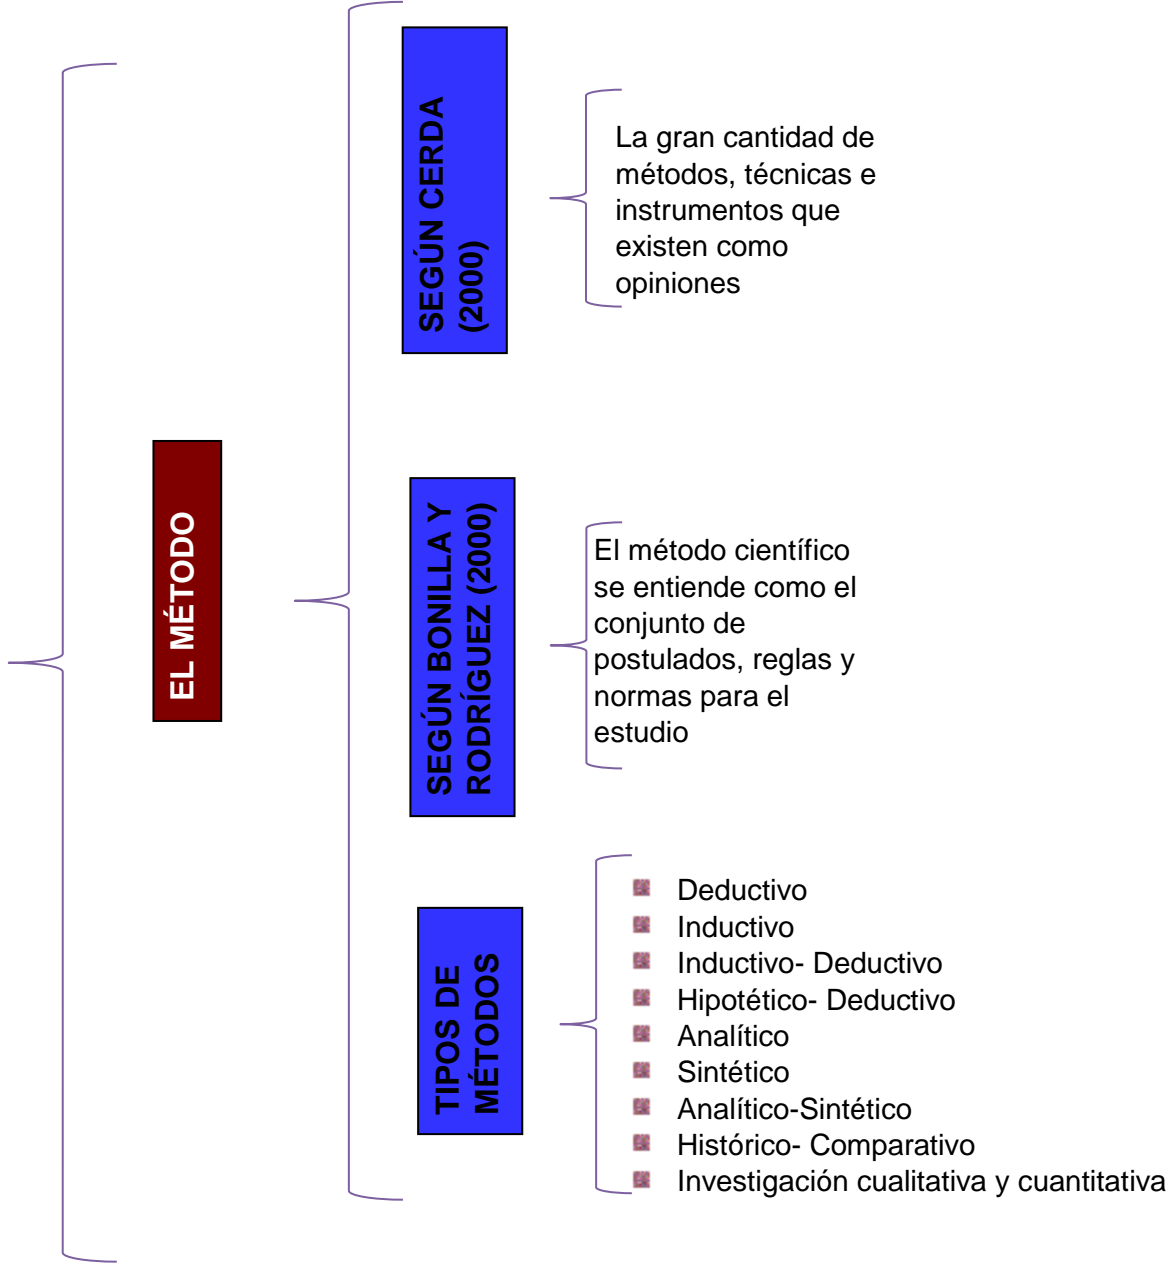 EL MÉTODO
SEGÚN CERDA
(2000)
La gran cantidad de
métodos, técnicas e
instrumentos que
existen como
opiniones
SEGÚN BONILLA Y
RODRÍGUEZ (2000)
El método científico
se entiende como el
conjunto de
postulados, reglas y
normas para el
estudio
TIPOS DE
MÉTODOS
Deductivo
Inductivo
Inductivo- Deductivo
Hipotético- Deductivo
Analítico
Sintético
Analítico-Sintético
Histórico- Comparativo
Investigación cualitativa y cuantitativa